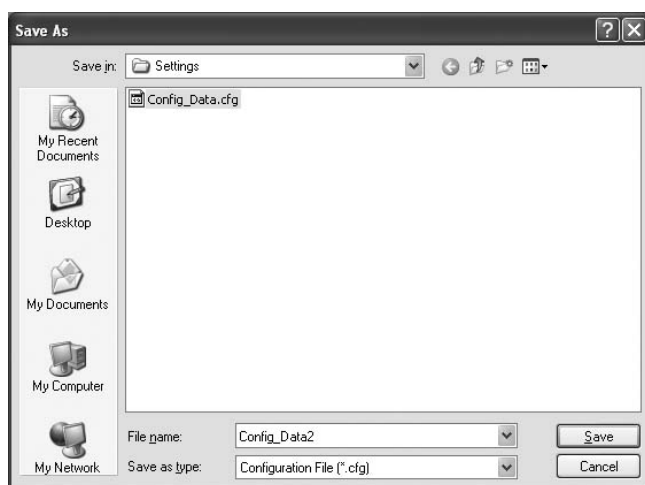 Save As
Save in:
Settings
Config_Data.cfg
My Recent
Documents
Desktop
My Documents
My Computer
My Network
File name:
Config_Data2
Save
Save as type:
Configuration File (*.cfg)
Cancel